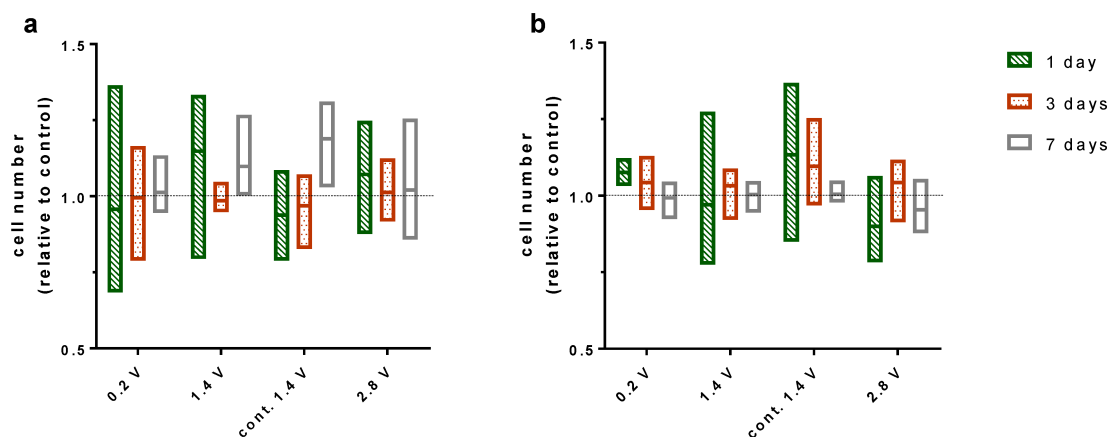 a
cell number
(relative to control)
1.5
1.0
0.5
0.2 V
1.4 V
cont. 1.4 V
2.8 V
b
cell number
(relative to control)
1.5
1.0
0.5
0.2 V
1.4 V
cont. 1.4 V
2.8 V
1 day
3 days
7 days